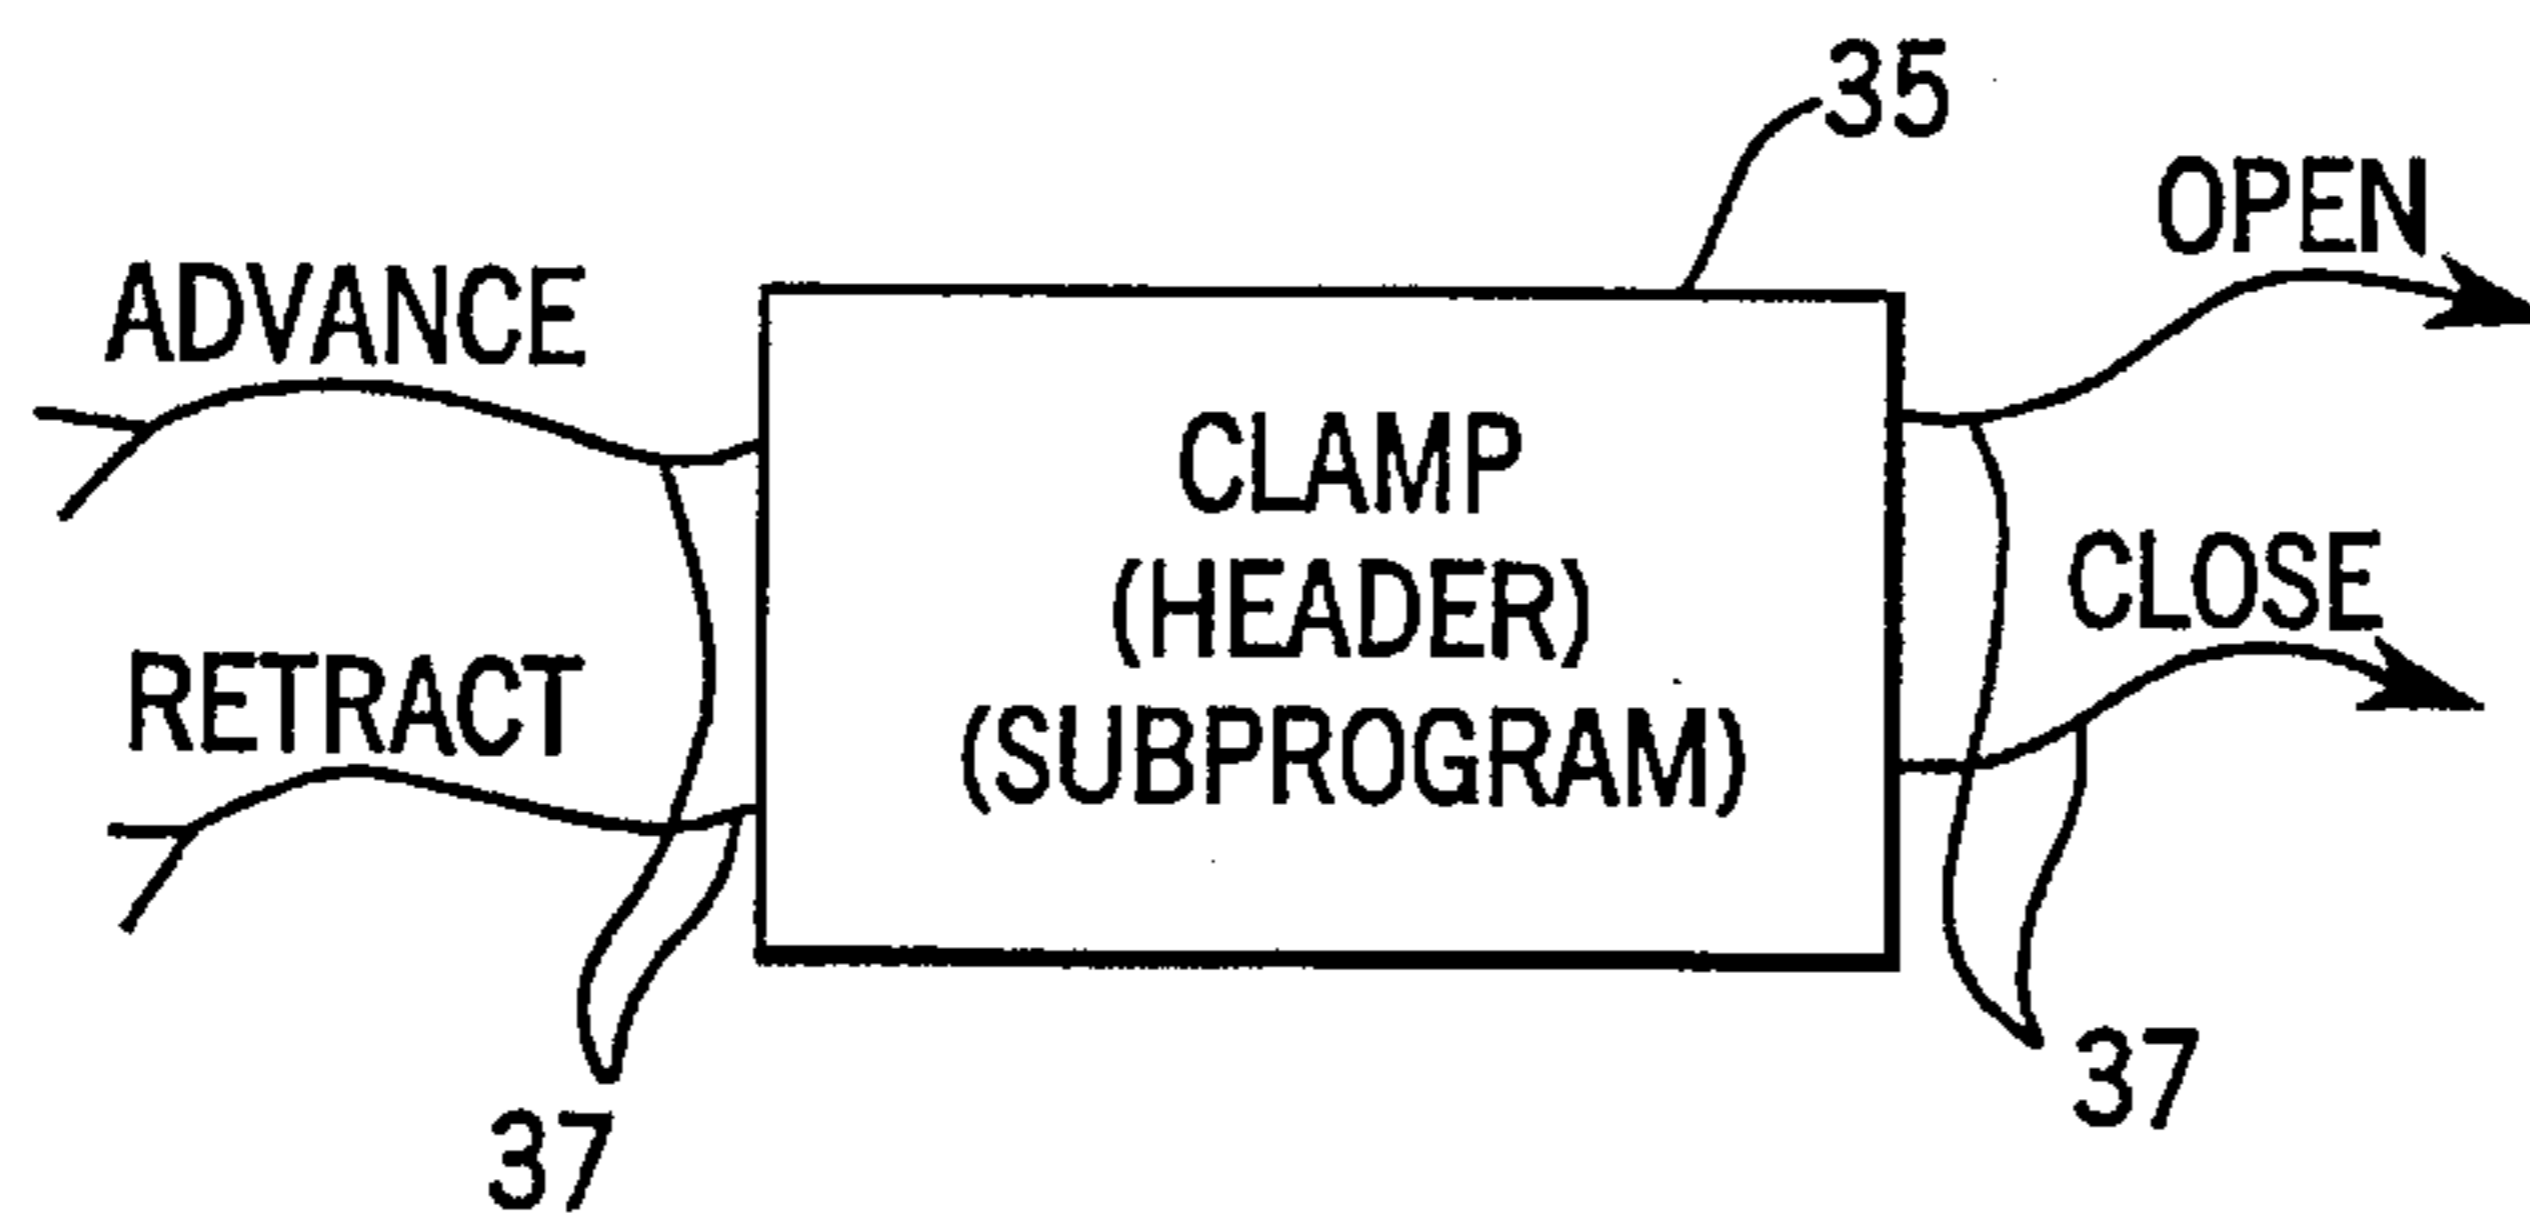 35
OPEN
ADVANCE
CLAMP
(HEADER)
(SUBPROGRAM)
CLOSE
RETRACT
37
37